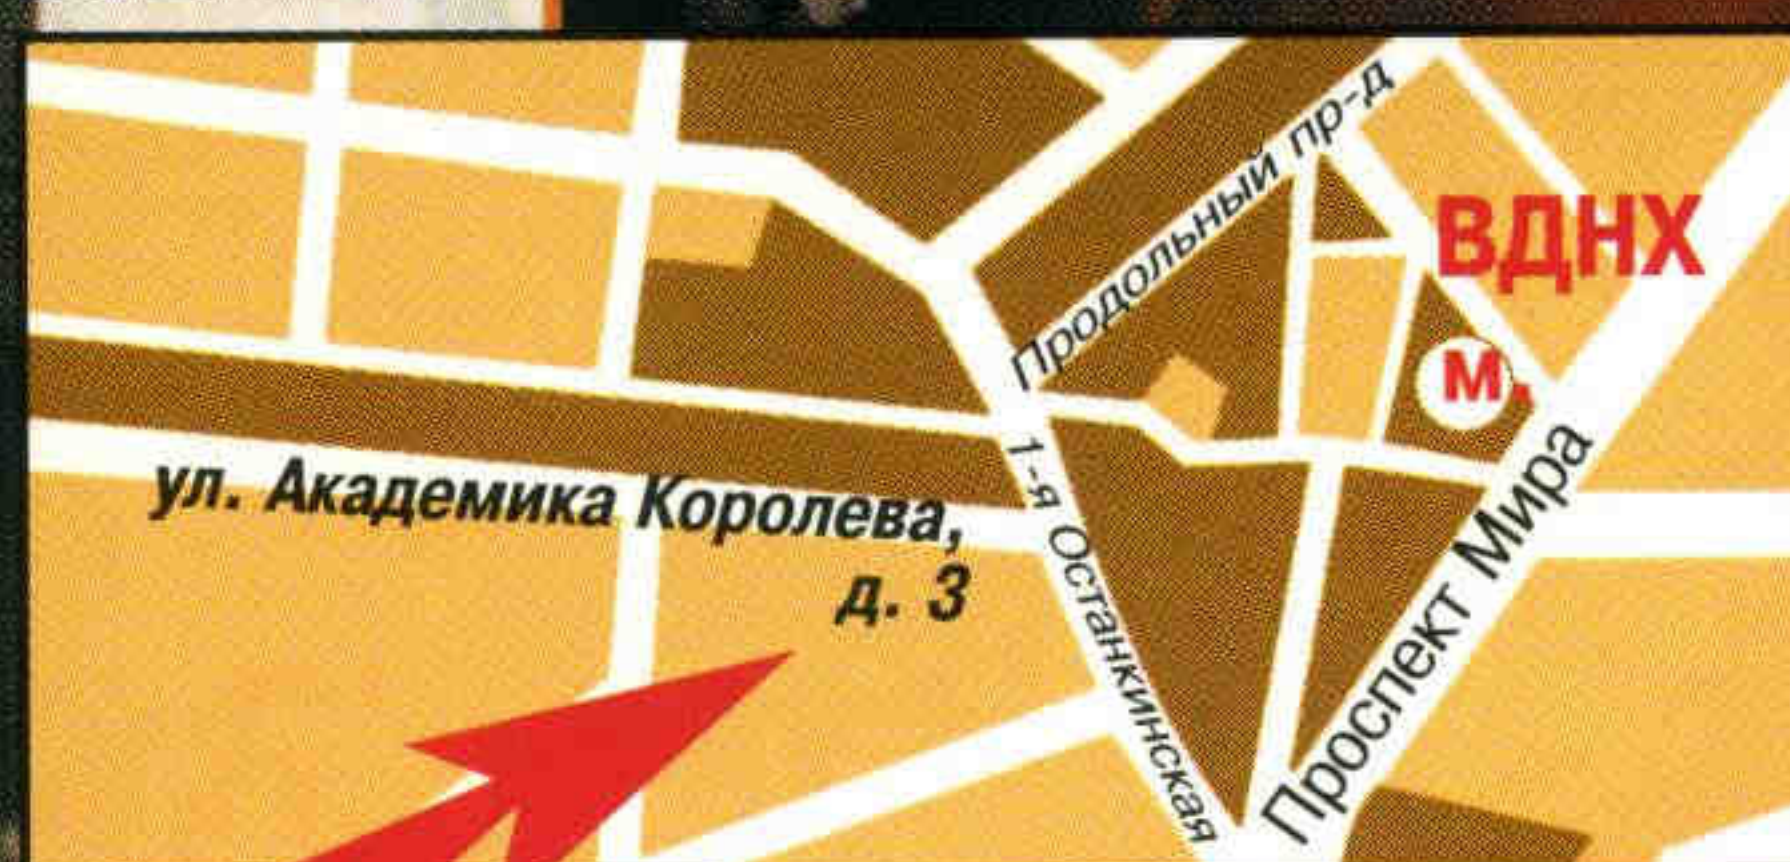 Продольный пр-д
ВДНХ
М.
ул. Академика Королева,
д. 3
1-я Останкинская
Проспект Мира